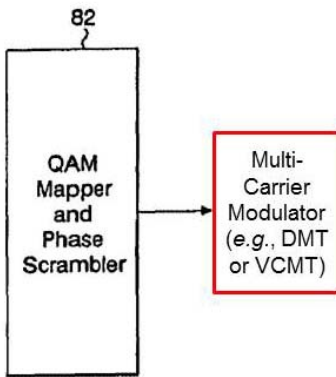 82
QAM
Mapper
and
Phase
Scrambler
Multi-
Carrier
Modulator
(e.g., DMT
or VCMT)